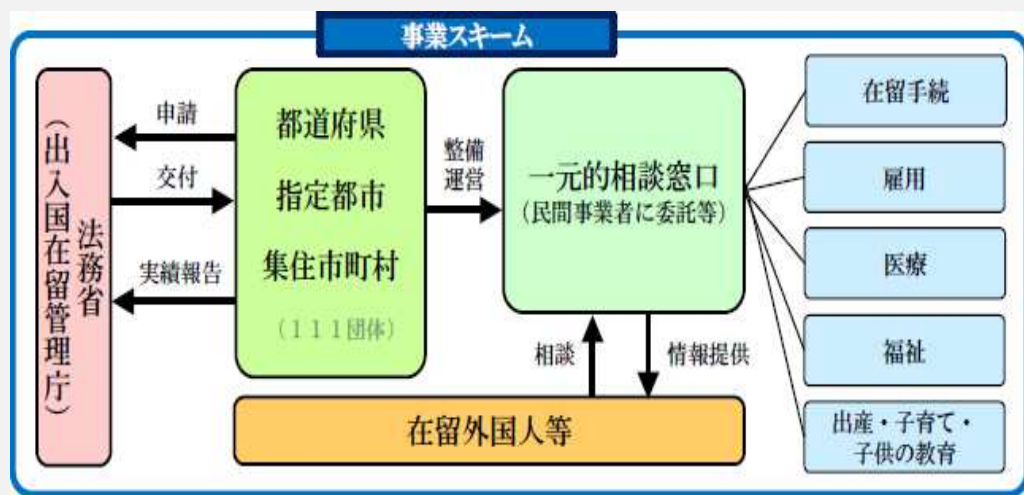 事業スキーム
法務省
（出入国在留管理庁）
申請
交付
実績報告
都道府県
指定都市
集住市町村
（１１１団体）
整備
運営
一元的相談窓口
（民間事業者に委託等）
相談
情報提供
在留外国人等
在留手続
雇用
医療
福祉
出産・子育て・
子供の教育